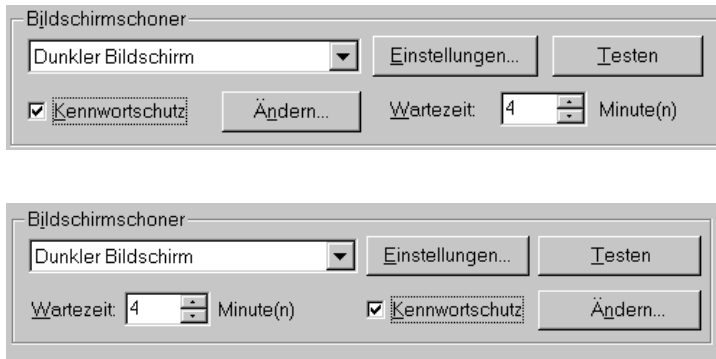 Bildschirmschoner
Dunkler Bildschirm Einstellungen... Testen
Kennwortschutz Ändern... Wartezeit: 4 Minute(n)
Bildschirmschoner
Dunkler Bildschirm Einstellungen... Testen
Wartezeit: 4 Minute(n) Kennwortschutz Ändern...